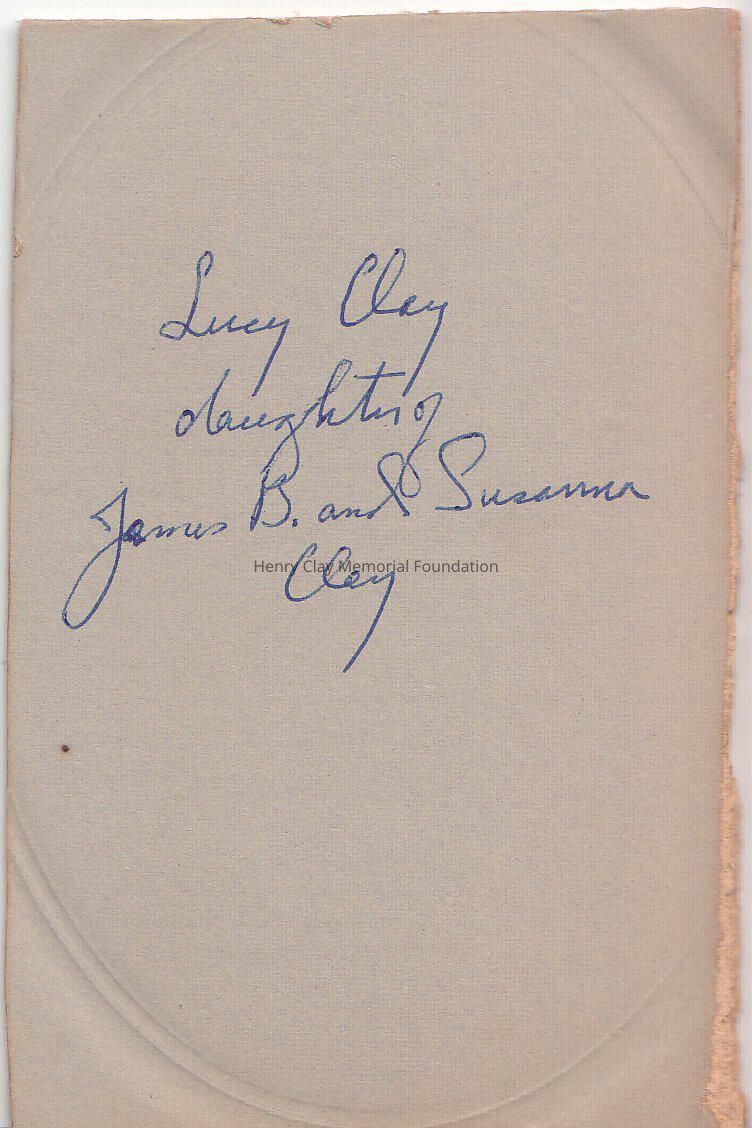 Lucy Clay
daughter of
James B. and Susanna
Clay
Henry Clay Memorial Foundation